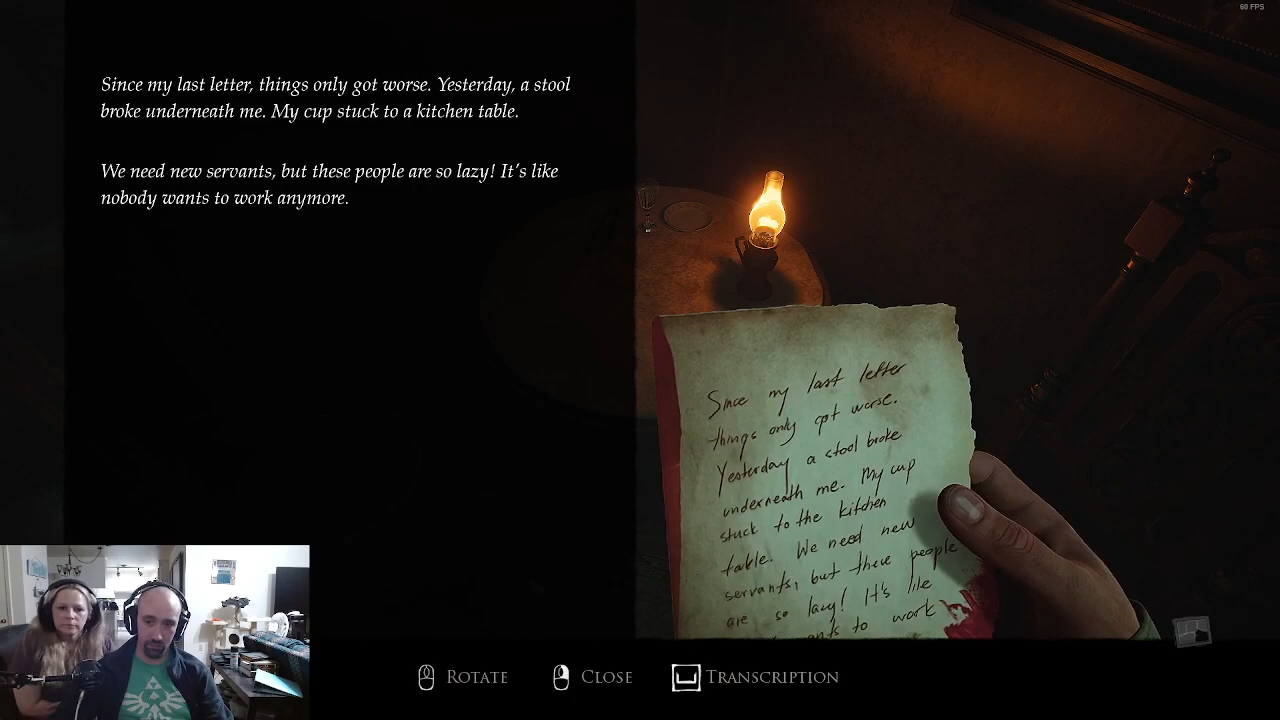 60 FPS
Since my last letter, things only got worse. Yesterday, a stool
broke underneath me. My cup stuck to a kitchen table.
We need new servants, but these people are so lazy! It's like
nobody wants to work anymore.
Since my last letter
things only got worse.
Yesterday a stool broke
underneath me. My cup
stuck to the kitchen
table. We need new
servants, but these people
are so lazy! It's like
wants to work
ROTATE
CLOSE
TRANSCRIPTION